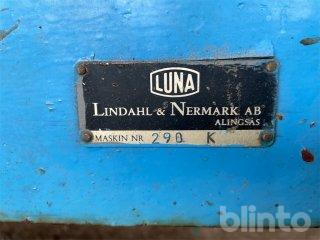 LUNA
LINDAHL & NERMARK AB
ALINGSÅS
MASKIN NR 290 K
blinto